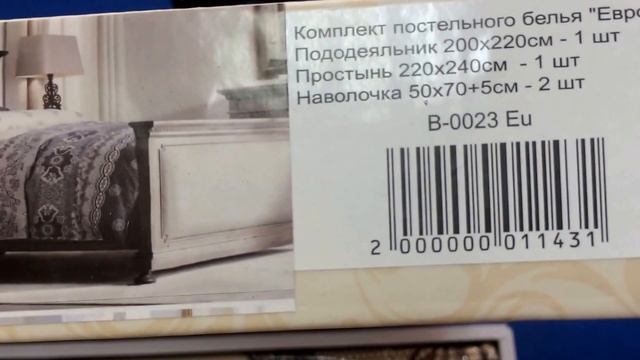 Комплект постельного белья "Евро
Пододеяльник 200х220см - 1 шт
Простынь 220х240см - 1 шт
Наволочка 50х70+5см - 2 шт
B-0023 Eu
2 000000 011431